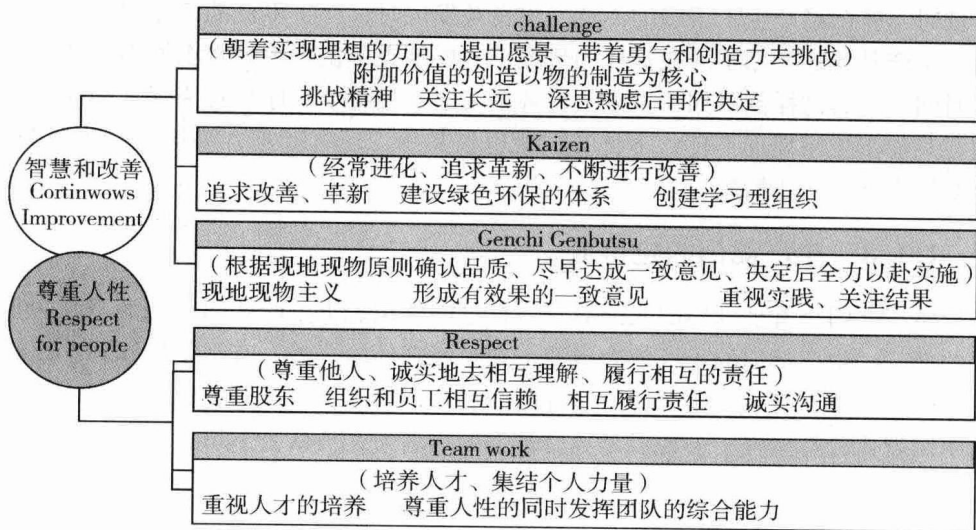 challenge
（朝着实现理想的方向、提出愿景、带着勇气和创造力去挑战）
附加价值的创造以物的制造为核心
挑战精神 关注长远 深思熟虑后再作决定
智慧和改善
Cortinwows
Improvement
Kaizen
（经常进化、追求革新、不断进行改善）
追求改善、革新 建设绿色环保的体系 创建学习型组织
Genchi Genbutsu
（根据现地现物原则确认品质、尽早达成一致意见、决定后全力以赴实施）
现地现物主义 形成有效果的一致意见 重视实践、关注结果
尊重人性
Respect
for people
Respect
（尊重他人、诚实地去相互理解、履行相互的责任）
尊重股东 组织和员工相互信赖 相互履行责任 诚实沟通
Team work
（培养人才、集结个人力量）
重视人才的培养 尊重人性的同时发挥团队的综合能力